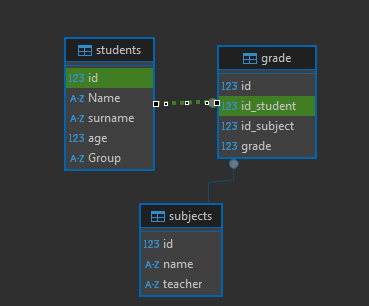 students
123 id
A-Z Name
A-Z surname
123 age
A-Z Group
grade
123 id
123 id_student
123 id_subject
123 grade
subjects
123 id
A-Z name
A-Z teacher